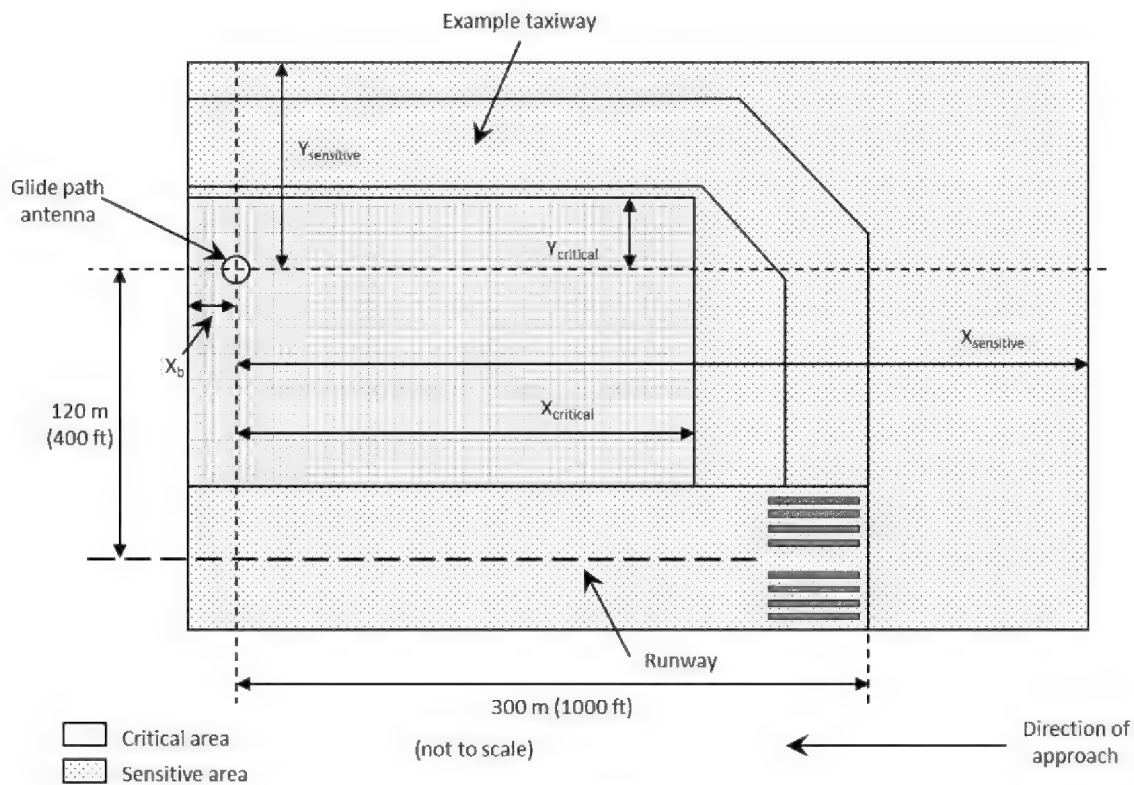 Example taxiway
Y sensitive
Glide path
antenna
Y critical
X b
X sensitive
120 m
(400 ft)
X critical
Runway
300 m (1000 ft)
Critical area
(not to scale)
Direction of
approach
Sensitive area